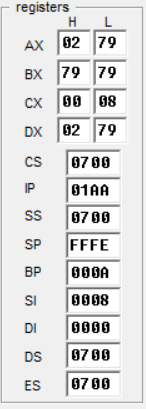 registers
H L
AX 02 79
BX 79 79
CX 00 08
DX 02 79
CS 0700
IP 01AA
SS 0700
SP FFFE
BP 000A
SI 0008
DI 0000
DS 0700
ES 0700